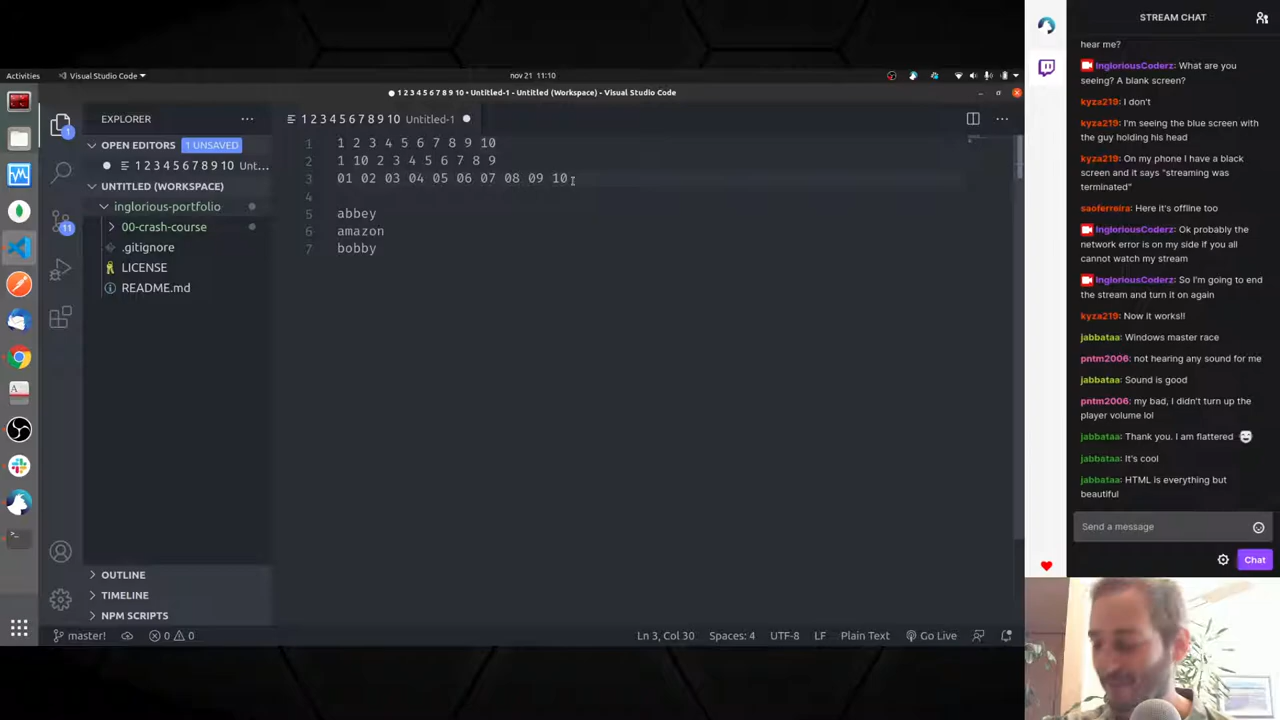 Activities
Visual Studio Code
nov 21 11:10
● 1 2 3 4 5 6 7 8 9 10 • Untitled-1 - Untitled (Workspace) - Visual Studio Code
EXPLORER
OPEN EDITORS
1 UNSAVED
1 2 3 4 5 6 7 8 9 10 Unt...
UNTITLED (WORKSPACE)
inglorious-portfolio
00-crash-course
.gitignore
LICENSE
README.md
OUTLINE
TIMELINE
NPM SCRIPTS
1
11
1 2 3 4 5 6 7 8 9 10 Untitled-1
1 1 2 3 4 5 6 7 8 9 10
2 1 10 2 3 4 5 6 7 8 9
3 01 02 03 04 05 06 07 08 09 10
4
5 abbey
6 amazon
7 bobby
master!
0 0
Ln 3, Col 30
Spaces: 4
UTF-8
LF
Plain Text
Go Live
STREAM CHAT
hear me?
IngloriousCoderz: What are you
seeing? A blank screen?
kyza219: I don't
kyza219: I'm seeing the blue screen with
the guy holding his head
kyza219: On my phone I have a black
screen and it says "streaming was
terminated"
saoferreira: Here it's offline too
IngloriousCoderz: Ok probably the
network error is on my side if you all
cannot watch my stream
IngloriousCoderz: So I'm going to end
the stream and turn it on again
kyza219: Now it works!!
jabbataa: Windows master race
pntm2006: not hearing any sound for me
jabbataa: Sound is good
pntm2006: my bad, I didn't turn up the
player volume lol
jabbataa: Thank you. I am flattered
jabbataa: It's cool
jabbataa: HTML is everything but
beautiful
Send a message
Chat